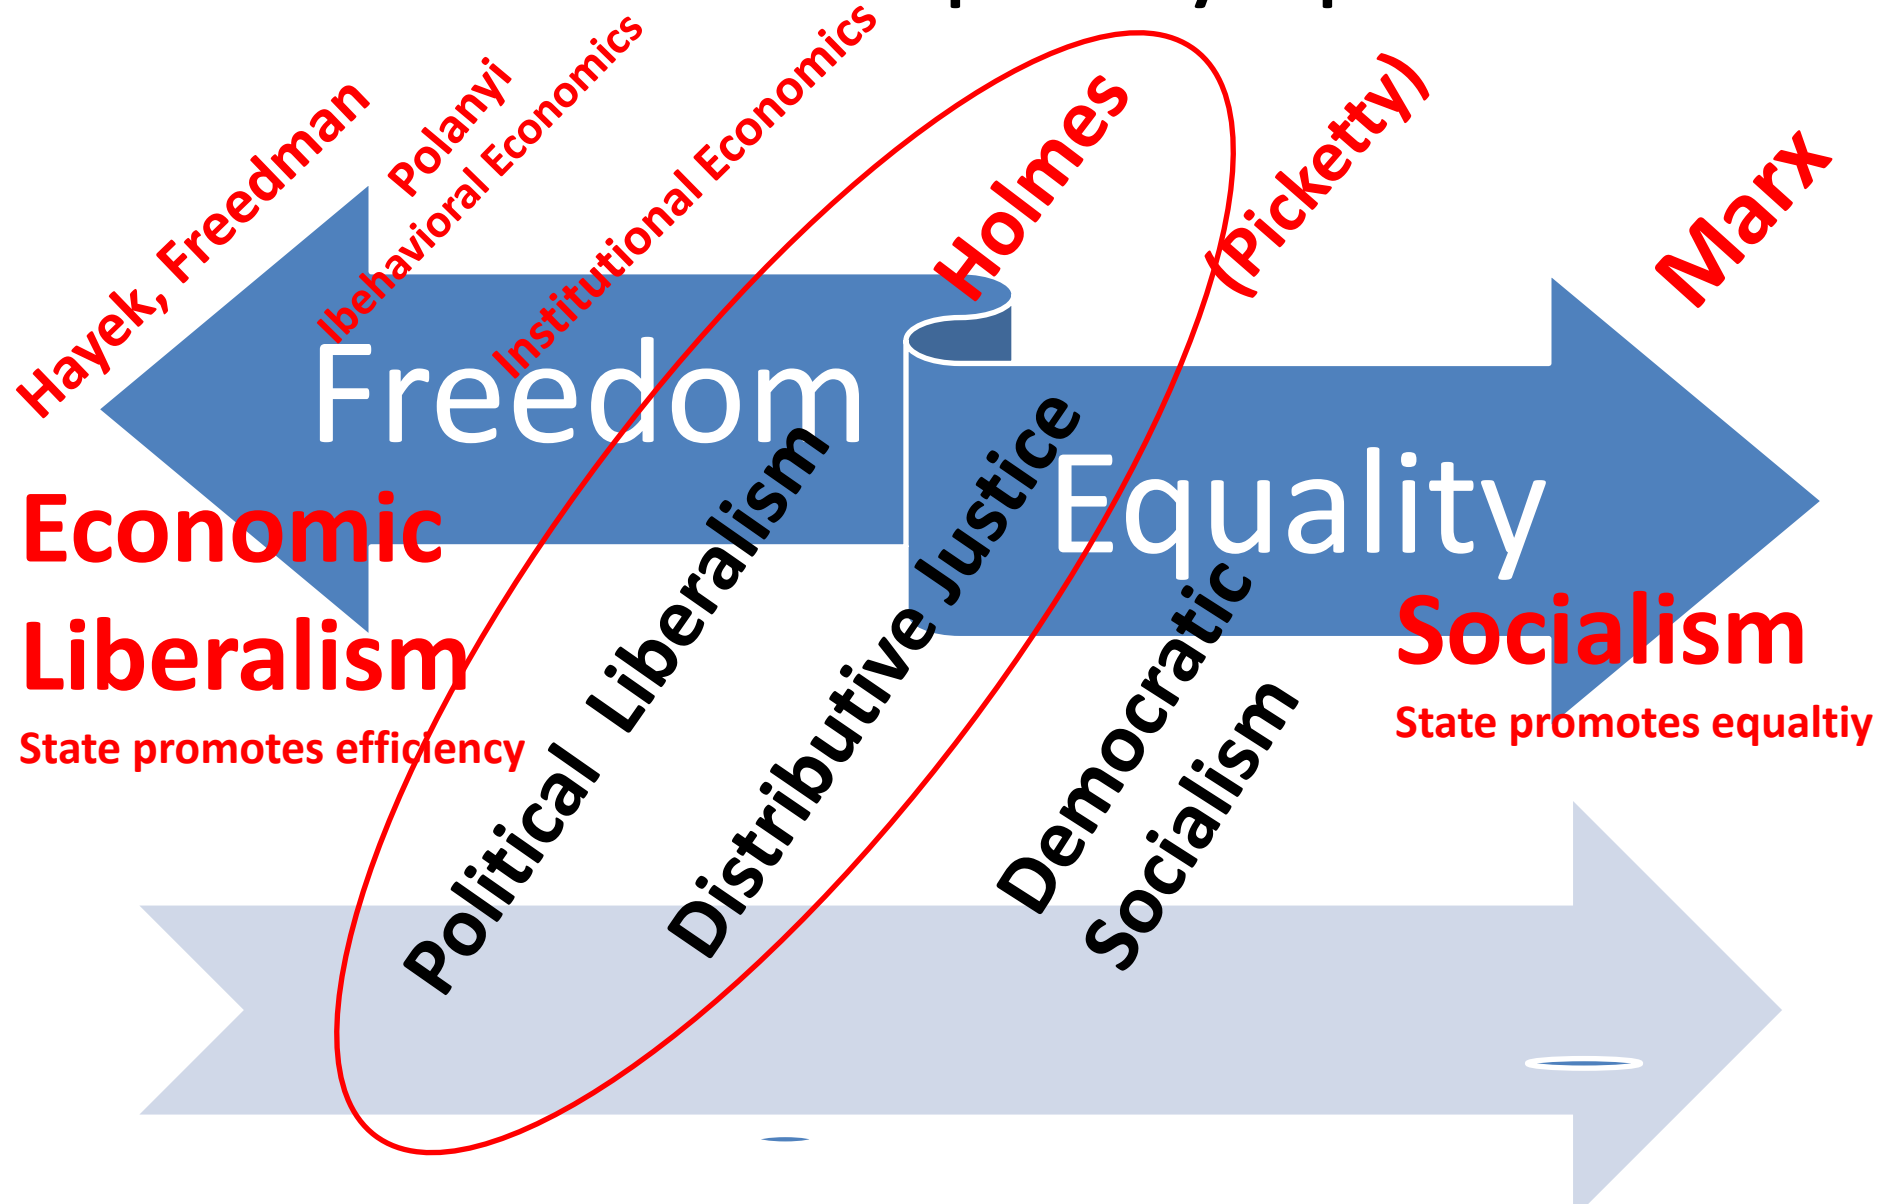 Hayek, Freedman
Polanyi
Ibehavioral Economics
Institutional Economics
Holmes
(Picketty)
Marx
Freedom
Equality
Economic
Liberalism
State promotes efficiency
Political Liberalism
Distributive Justice
Democratic
Socialism
Socialism
State promotes equaltiy